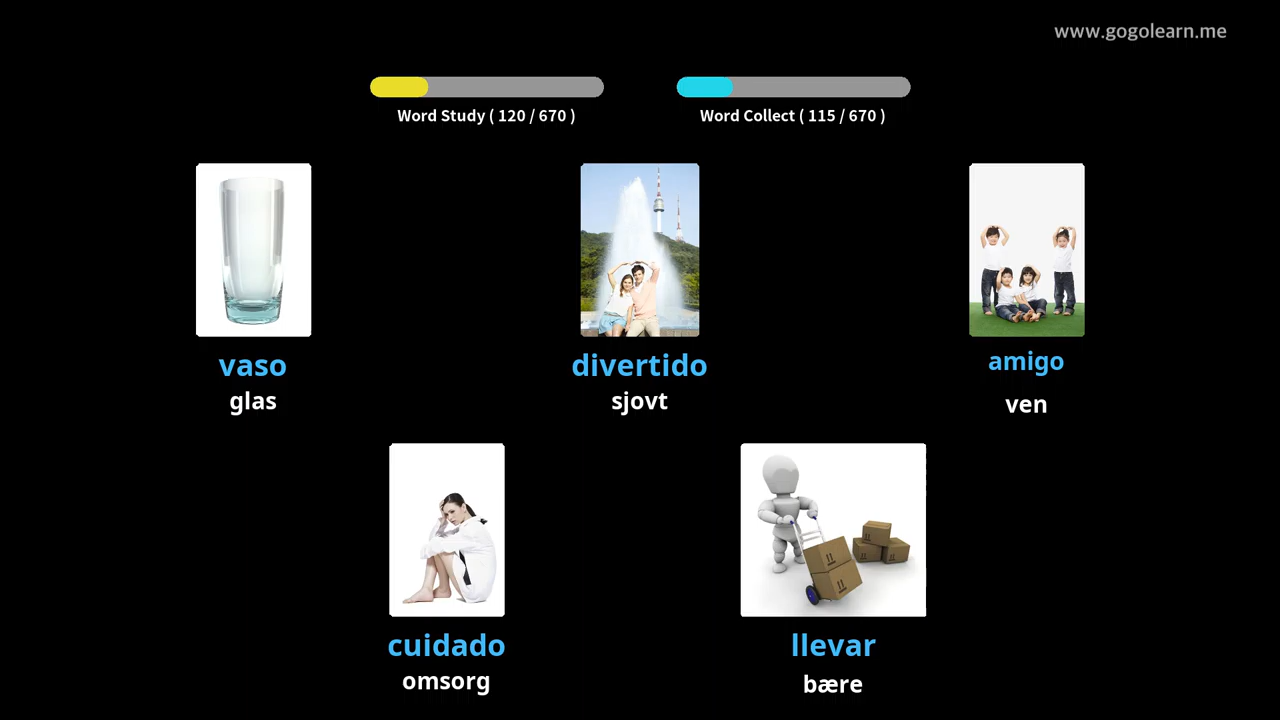 www.gogolearn.me
Word Study ( 120 / 670 )
Word Collect ( 115 / 670 )
vaso
glas
divertido
sjovt
amigo
ven
cuidado
omsorg
llevar
bære